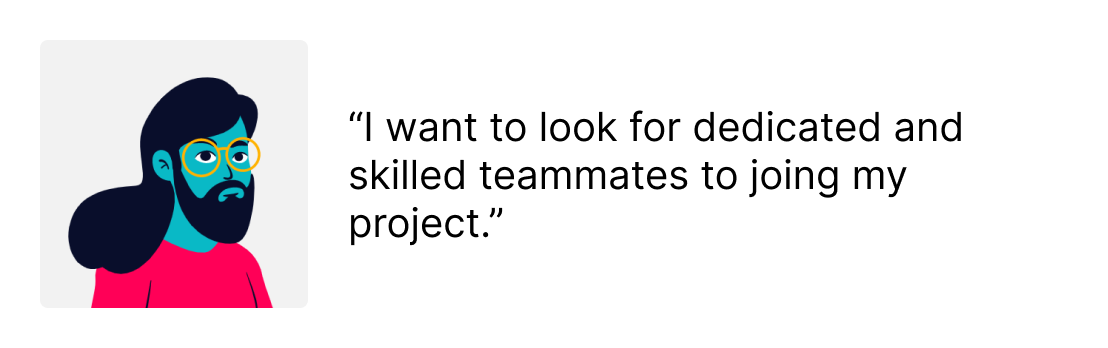 “I want to look for dedicated and
skilled teammates to joing my
project.”